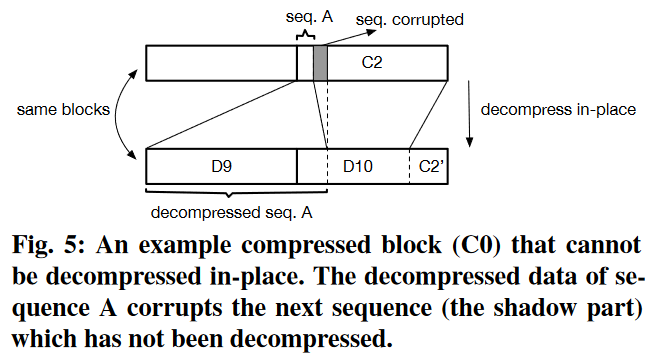 seq. A
seq. corrupted
C2
same blocks
decompress in-place
D9
D10
C2'
decompressed seq. A
Fig. 5: An example compressed block (C0) that cannot
be decompressed in-place. The decompressed data of se-
quence A corrupts the next sequence (the shadow part)
which has not been decompressed.